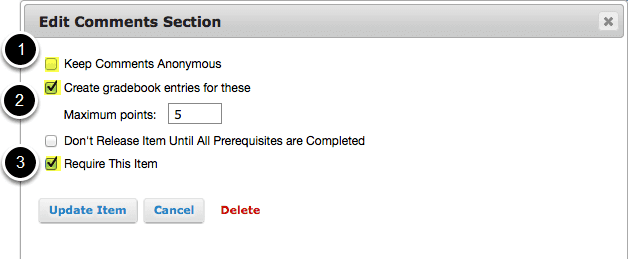 Edit Comments Section
1
Keep Comments Anonymous
2
Create gradebook entries for these
Maximum points: 5
Don't Release Item Until All Prerequisites are Completed
3
Require This Item
Update Item Cancel Delete